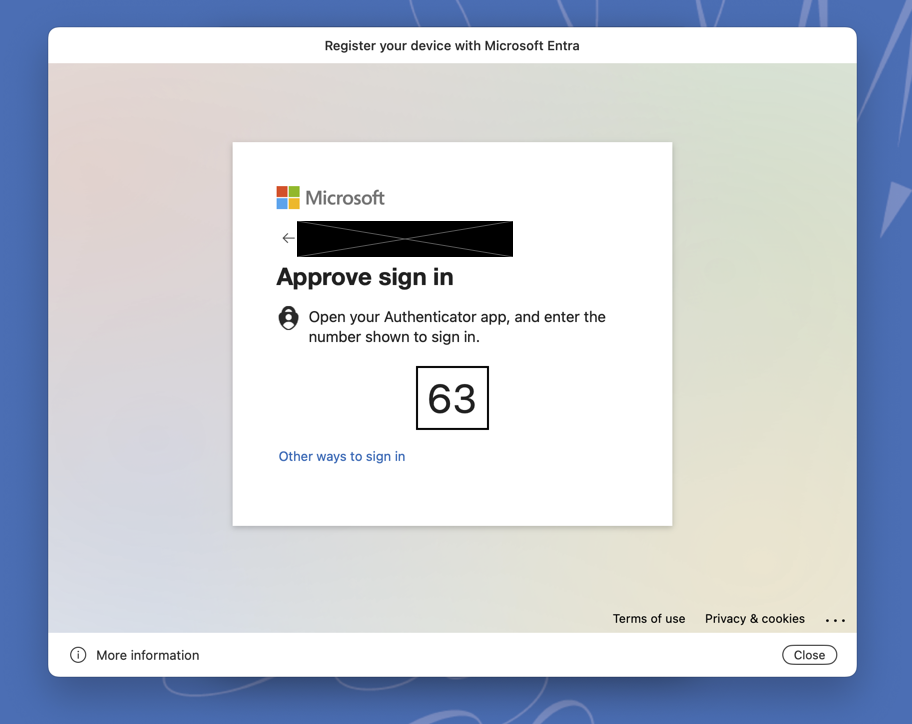 Register your device with Microsoft Entra
Microsoft
Approve sign in
Open your Authenticator app, and enter the
number shown to sign in.
63
Other ways to sign in
Terms of use Privacy & cookies ...
More information
Close